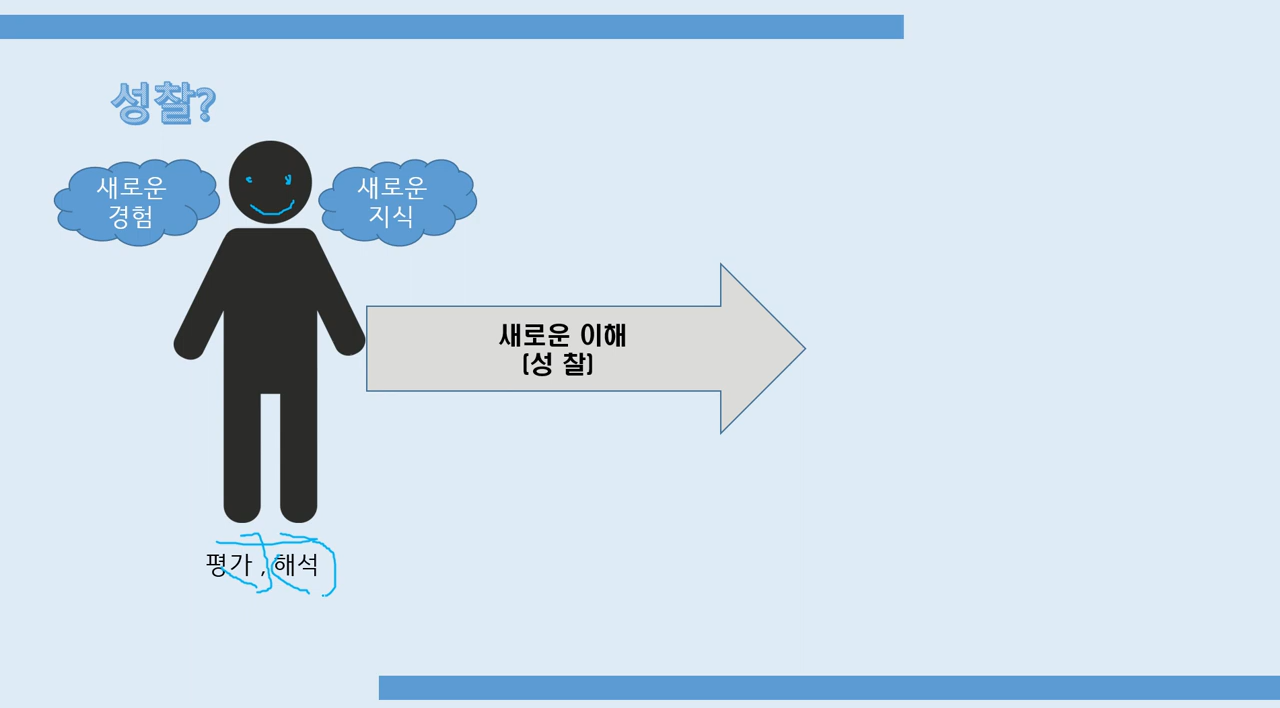 성찰?
새로운
경험
새로운
지식
새로운 이해
(성 찰)
평가 , 해석